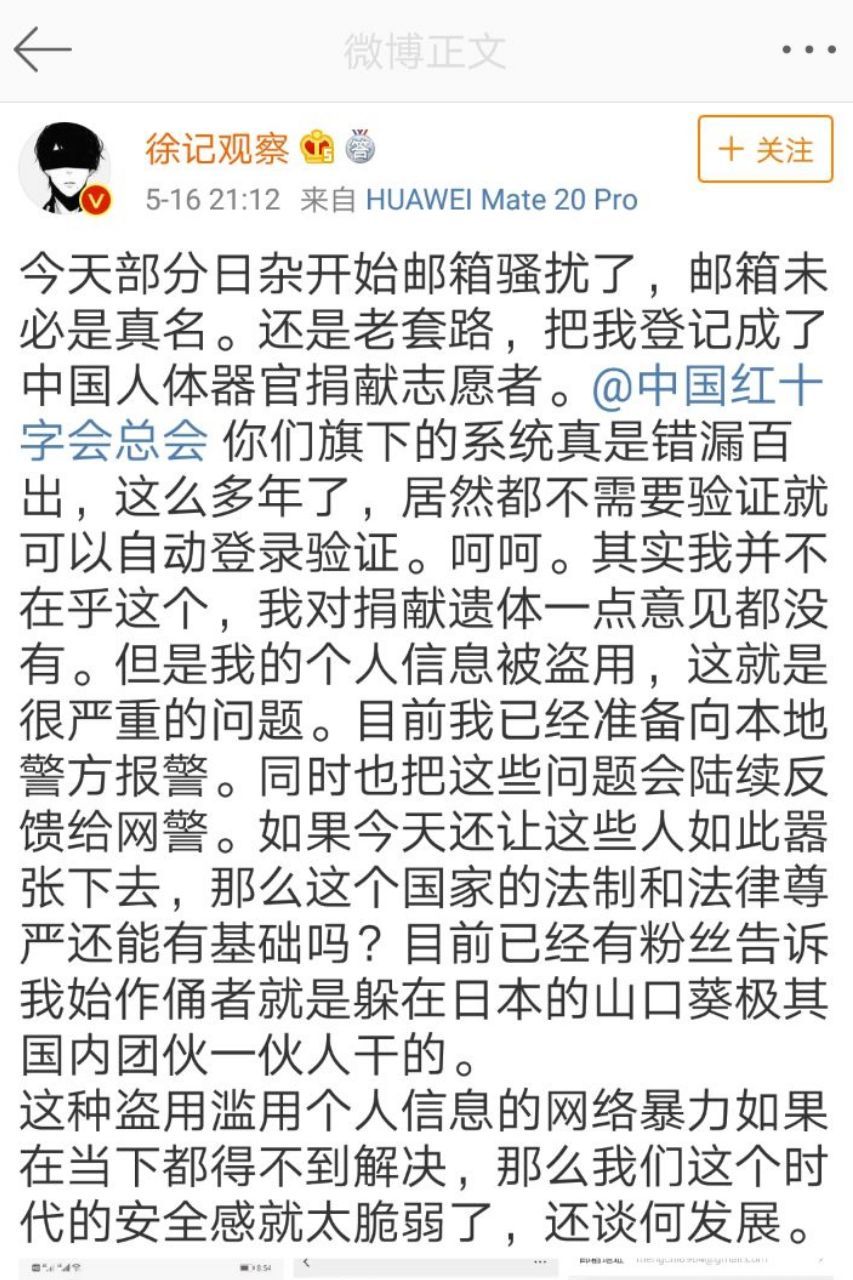 微博正文
徐记观察
+ 关注
5-16 21:12 来自 HUAWEI Mate 20 Pro
今天部分日杂开始邮箱骚扰了，邮箱未
必是真名。还是老套路，把我登记成了
中国人体器官捐献志愿者。@中国红十
字会总会 你们旗下的系统真是错漏百
出，这么多年了，居然都不需要验证就
可以自动登录验证。呵呵。其实我并不
在乎这个，我对捐献遗体一点意见都没
有。但是我的个人信息被盗用，这就是
很严重的问题。目前我已经准备向本地
警方报警。同时也把这些问题会陆续反
馈给网警。如果今天还让这些人如此嚣
张下去，那么这个国家的法制和法律尊
严还能有基础吗？目前已经有粉丝告诉
我始作俑者就是躲在日本的山口葵极其
国内团伙一伙人干的。
这种盗用滥用个人信息的网络暴力如果
在当下都得不到解决，那么我们这个时
代的安全感就太脆弱了，还谈何发展。
8:54